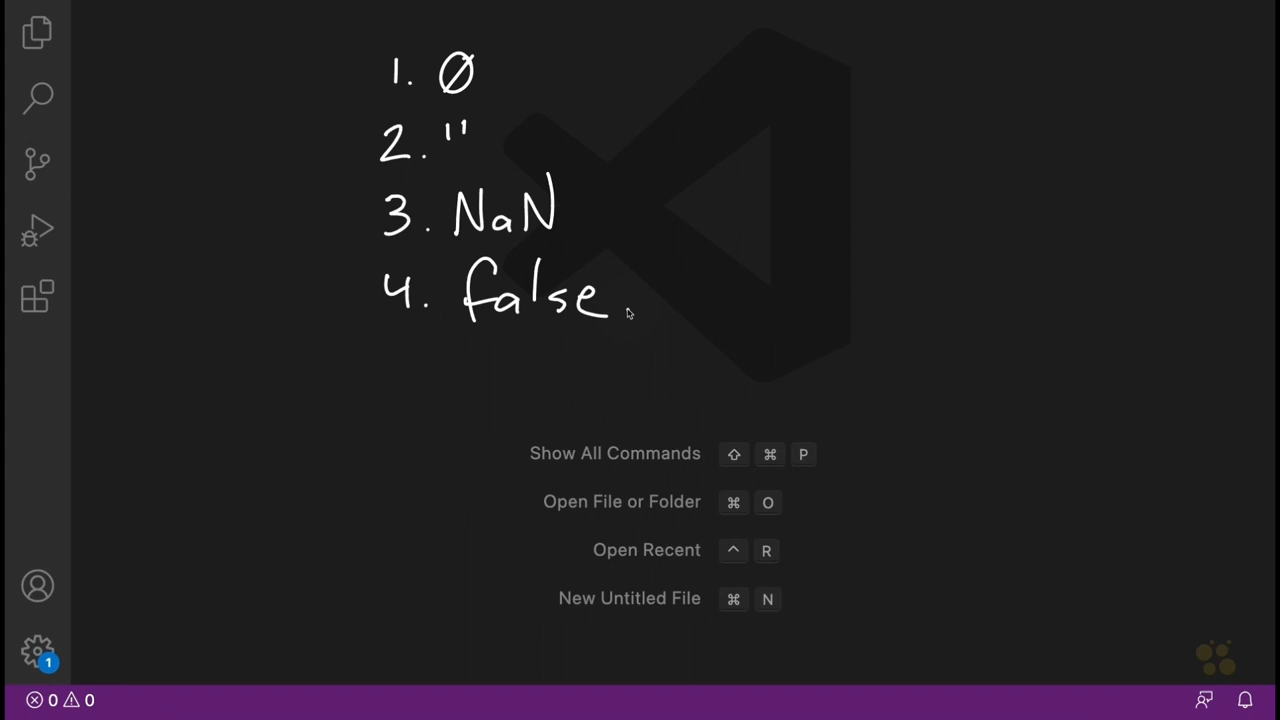 1. Ø
2. ''
3. NaN
4. false
Show All Commands ⇧ ⌘ P
Open File or Folder ⌘ O
Open Recent ^ R
New Untitled File ⌘ N
1
0 0